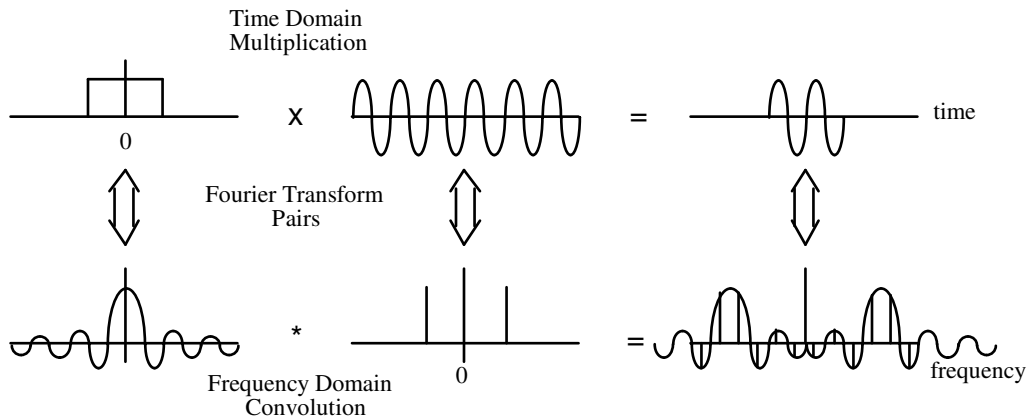 Time Domain
Multiplication
X
=
time
0
Fourier Transform
Pairs
*
=
0
frequency
Frequency Domain
Convolution